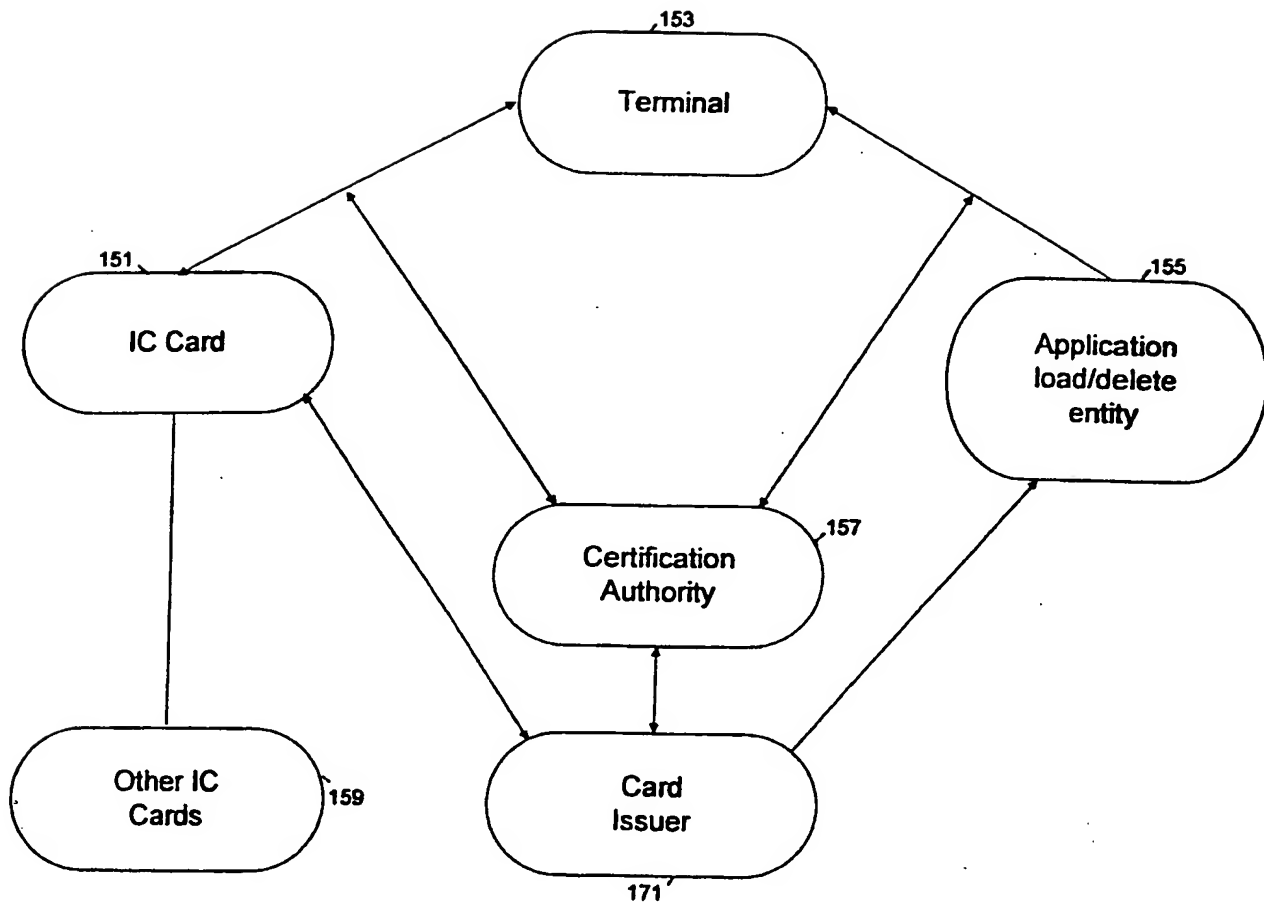 153
Terminal
151
IC Card
155
Application
load/delete
entity
157
Certification
Authority
Other IC
Cards
159
Card
Issuer
171